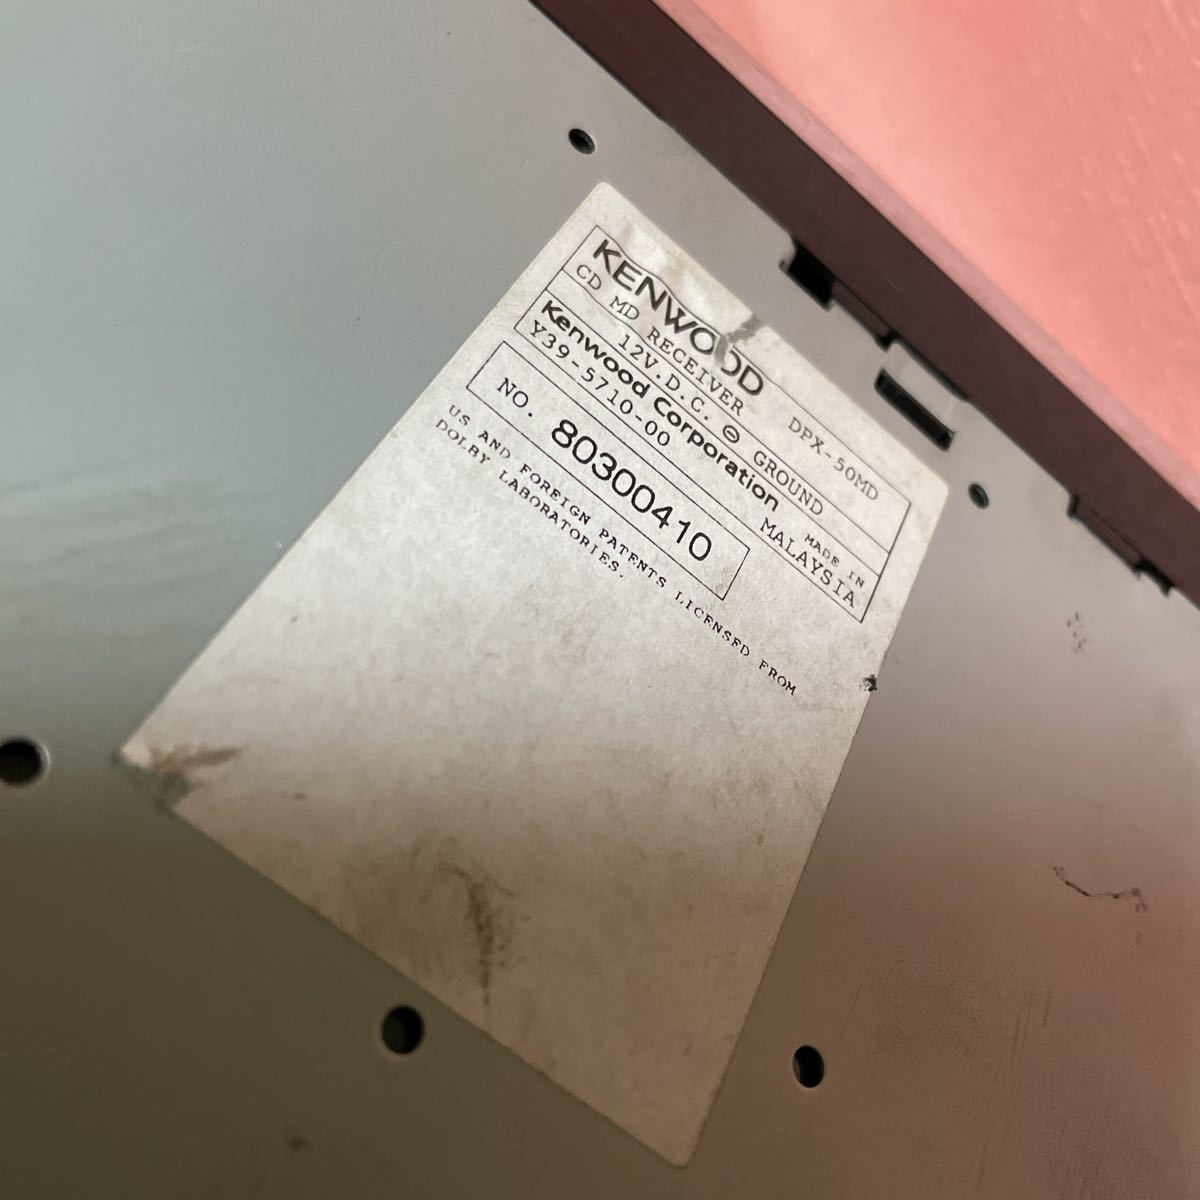 KENWOOD
CD MD RECEIVER DPX-50MD
12V.D.C. ⊖ GROUND
Kenwood Corporation MADE IN
Y39-5710-00 MALAYSIA
NO. 80300410
US AND FOREIGN PATENTS LICENSED FROM
DOLBY LABORATORIES.